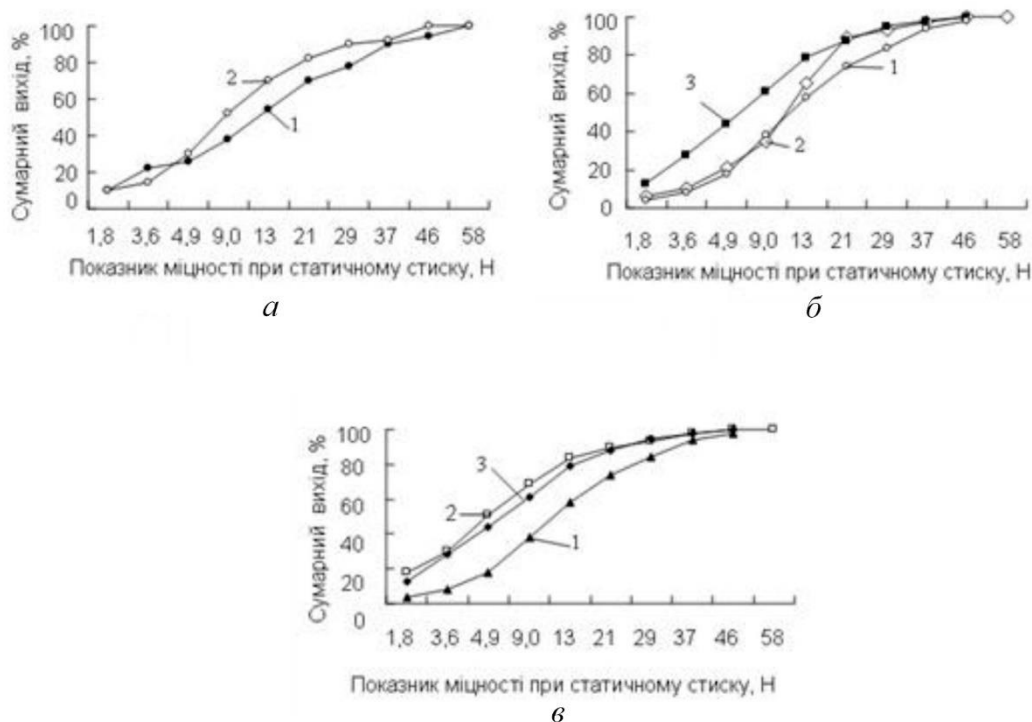 Сумарний вихід, %
100
80
60
40
20
0
2
1
1,8 3,6 4,9 9,0 13 21 29 37 46 58
Показник міцності при статичному стиску, Н
а
Сумарний вихід, %
100
80
60
40
20
0
3
1
2
1,8 3,6 4,9 9,0 13 21 29 37 46 58
Показник міцності при статичному стиску, Н
б
Сумарний вихід, %
100
80
60
40
20
0
3
2
1
1,8 3,6 4,9 9,0 13 21 29 37 46 58
Показник міцності при статичному стиску, Н
в